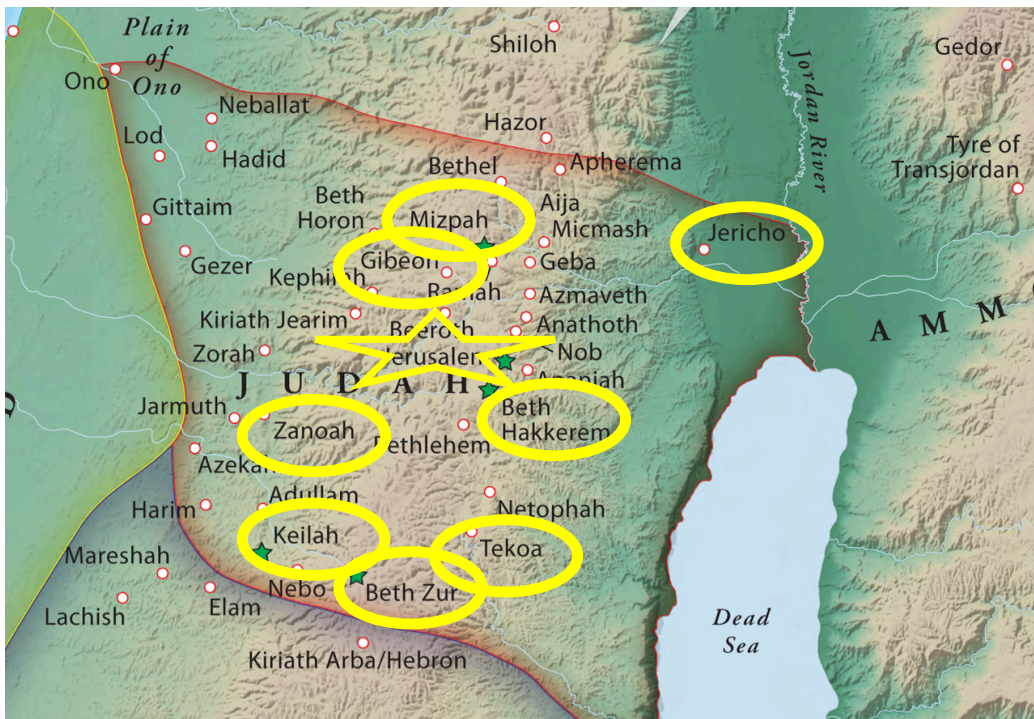 Plain
of
Ono
Shiloh
Gedor
Ono
Jordan River
Neballat
Lod
Hadid
Hazor
Tyre of
Transjordan
Bethel
Apherema
Beth
Horon
Mizpah
Aija
Gittaim
Micmash
Jericho
Gezer
Gibeon
Geba
Kephirah
Ramah
Azmaveth
Kiriath Jearim
Beeroth
Anathoth
A M M
Zorah
Jerusalem
Nob
JUDAH
Ananiah
Jarmuth
Beth
Hakkerem
Zanoah
Bethlehem
Azekah
Adullam
Harim
Netophah
Keilah
Tekoa
Mareshah
Nebo
Beth Zur
Lachish
Elam
Dead
Sea
Kiriath Arba/Hebron